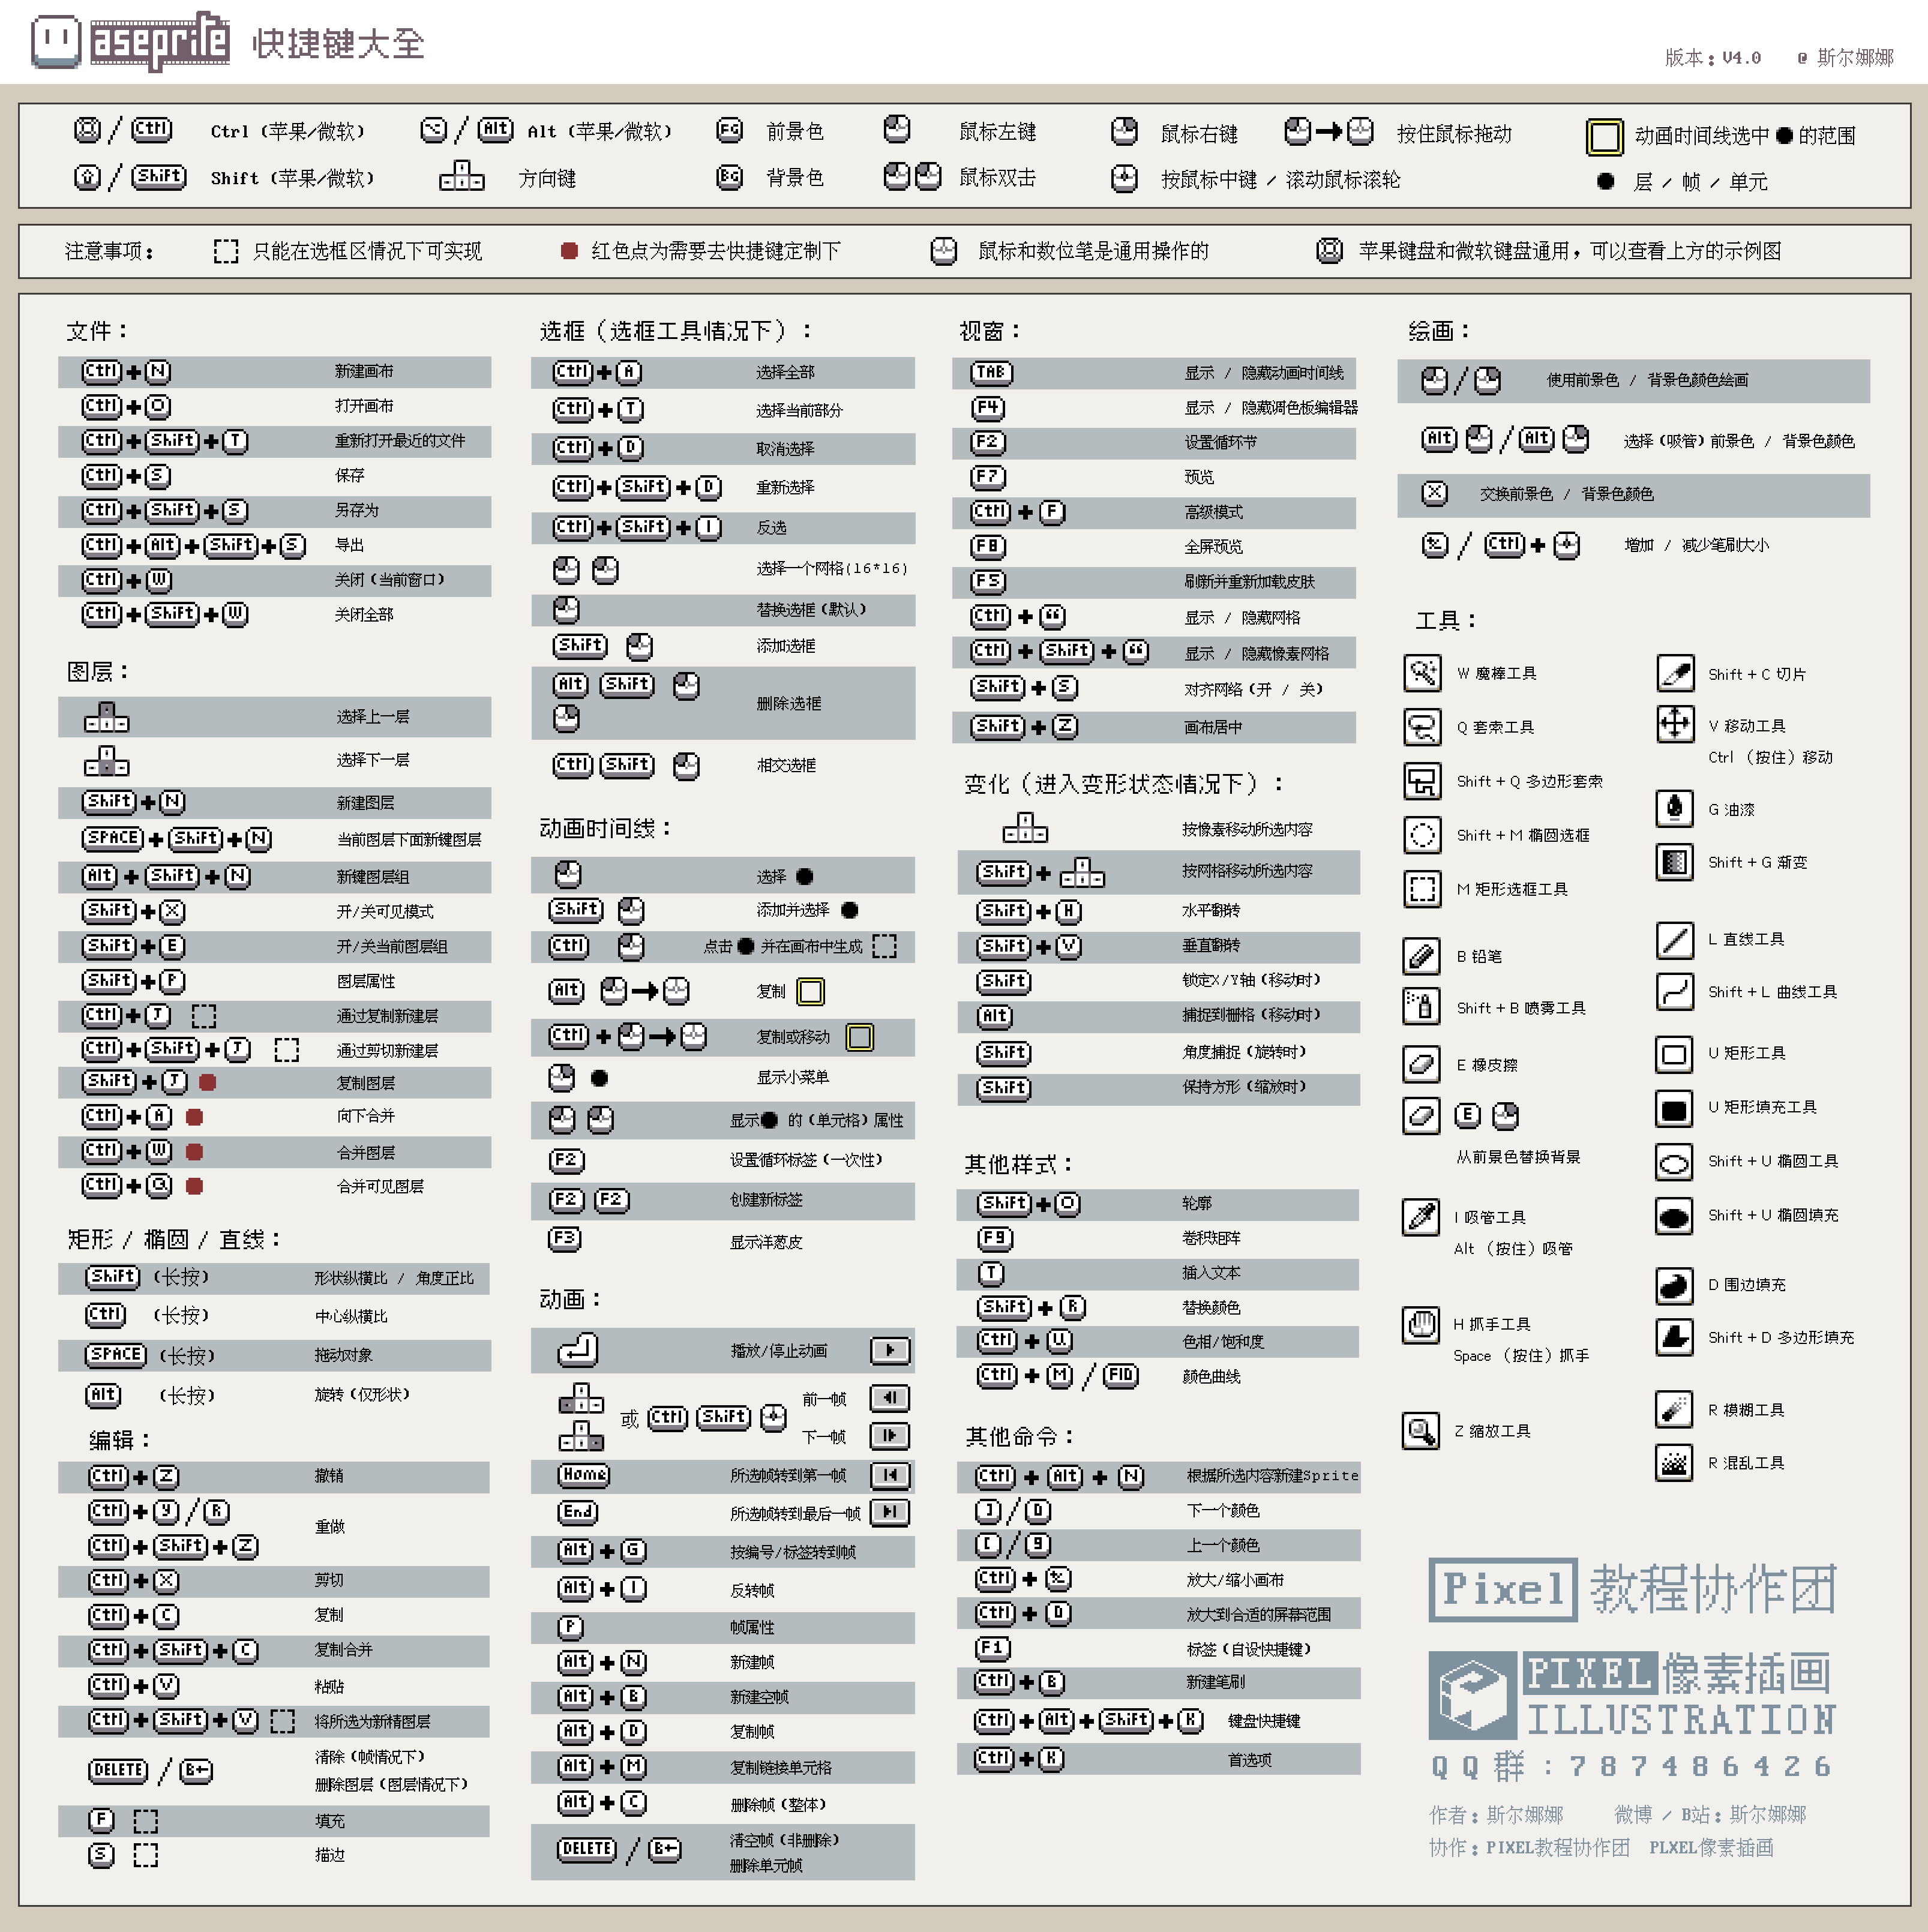 aseprite 快捷键大全
版本：V4.0 @ 斯尔娜娜
/ Ctrl Ctrl (苹果/微软)
/ Alt Alt (苹果/微软)
FG 前景色
鼠标左键
鼠标右键
按住鼠标拖动
动画时间线选中 的范围
/ Shift Shift (苹果/微软)
方向键
BG 背景色
鼠标双击
按鼠标中键 / 滚动鼠标滚轮
层 / 帧 / 单元
注意事项：
只能在选框区情况下可实现
红色点为需要去快捷键定制下
鼠标和数位笔是通用操作的
苹果键盘和微软键盘通用，可以查看上方的示例图
文件：
Ctrl+N 新建画布
Ctrl+O 打开画布
Ctrl+Shift+T 重新打开最近的文件
Ctrl+S 保存
Ctrl+Shift+S 另存为
Ctrl+Alt+Shift+S 导出
Ctrl+W 关闭(当前窗口)
Ctrl+Shift+W 关闭全部
图层：
选择上一层
选择下一层
Shift+N 新建图层
SPACE+Shift+N 当前图层下面新键图层
Alt+Shift+N 新键图层组
Shift+X 开/关可见模式
Shift+E 开/关当前图层组
Shift+P 图层属性
Ctrl+J 通过复制新建层
Ctrl+Shift+J 通过剪切新建层
Shift+J 复制图层
Ctrl+A 向下合并
Ctrl+W 合并图层
Ctrl+Q 合并可见图层
矩形 / 椭圆 / 直线：
Shift (长按) 形状纵横比 / 角度正比
Ctrl (长按) 中心纵横比
SPACE (长按) 拖动对象
Alt (长按) 旋转(仅形状)
编辑：
Ctrl+Z 撤销
Ctrl+Y/R
重做
Ctrl+Shift+Z
Ctrl+X 剪切
Ctrl+C 复制
Ctrl+Shift+C 复制合并
Ctrl+V 粘贴
Ctrl+Shift+V 将所选为新精图层
DELETE / B← 清除(帧情况下)
删除图层(图层情况下)
F 填充
S 描边
选框（选框工具情况下）：
Ctrl+A 选择全部
Ctrl+T 选择当前部分
Ctrl+D 取消选择
Ctrl+Shift+D 重新选择
Ctrl+Shift+I 反选
选择一个网格(16*16)
替换选框(默认)
Shift 添加选框
Alt Shift 删除选框
Ctrl Shift 相交选框
动画时间线：
选择
Shift 添加并选择
Ctrl 点击 并在画布中生成
Alt 复制
Ctrl+ 复制或移动
显示小菜单
显示 的(单元格)属性
F2 设置循环标签(一次性)
F2 F2 创建新标签
F3 显示洋葱皮
动画：
播放/停止动画
前一帧
或 Ctrl Shift
下一帧
Home 所选帧转到第一帧
End 所选帧转到最后一帧
Alt+G 按编号/标签转到帧
Alt+I 反转帧
P 帧属性
Alt+N 新建帧
Alt+B 新建空帧
Alt+D 复制帧
Alt+M 复制链接单元格
Alt+C 删除帧(整体)
DELETE / B← 清空帧(非删除)
删除单元帧
视窗：
TAB 显示 / 隐藏动画时间线
F4 显示 / 隐藏调色板编辑器
F2 设置循环节
F7 预览
Ctrl+F 高级模式
F8 全屏预览
F5 刷新并重新加载皮肤
Ctrl+“ 显示 / 隐藏网格
Ctrl+Shift+“ 显示 / 隐藏像素网格
Shift+S 对齐网络(开 / 关)
Shift+Z 画布居中
变化（进入变形状态情况下）：
按像素移动所选内容
Shift+ 按网格移动所选内容
Shift+H 水平翻转
Shift+V 垂直翻转
Shift 锁定X/Y轴(移动时)
Alt 捕捉到栅格(移动时)
Shift 角度捕捉(旋转时)
Shift 保持方形(缩放时)
其他样式：
Shift+O 轮廓
F9 卷积矩阵
T 插入文本
Shift+R 替换颜色
Ctrl+U 色相/饱和度
Ctrl+M/F10 颜色曲线
其他命令：
Ctrl+Alt+N 根据所选内容新建Sprite
]/0 下一个颜色
[/9 上一个颜色
Ctrl+ 放大/缩小画布
Ctrl+0 放大到合适的屏幕范围
F1 标签(自设快捷键)
Ctrl+B 新建笔刷
Ctrl+Alt+Shift+K 键盘快捷键
Ctrl+K 首选项
绘画：
/ 使用前景色 / 背景色颜色绘画
Alt / Alt 选择(吸管)前景色 / 背景色颜色
X 交换前景色 / 背景色颜色
/ Ctrl+ 增加 / 减少笔刷大小
工具：
W 魔棒工具
Q 套索工具
Shift + Q 多边形套索
Shift + M 椭圆选框
M 矩形选框工具
B 铅笔
Shift + B 喷雾工具
E 橡皮擦
E
从前景色替换背景
I 吸管工具
Alt （按住）吸管
H 抓手工具
Space （按住）抓手
Z 缩放工具
Shift + C 切片
V 移动工具
Ctrl （按住）移动
G 油漆
Shift + G 渐变
L 直线工具
Shift + L 曲线工具
U 矩形工具
U 矩形填充工具
Shift + U 椭圆工具
Shift + U 椭圆填充
D 围边填充
Shift + D 多边形填充
R 模糊工具
R 混乱工具
Pixel 教程协作团
PIXEL像素插画
ILLUSTRATION
QQ群：787486426
作者：斯尔娜娜 微博 / B站：斯尔娜娜
协作：PIXEL教程协作团 PLXEL像素插画